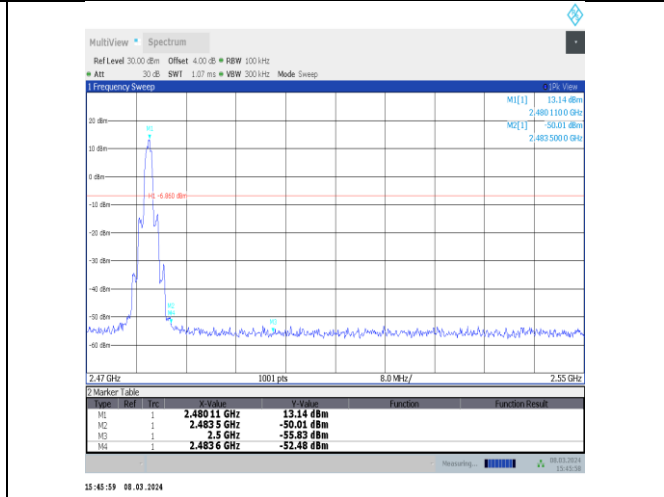 MultiView Spectrum
Ref Level 30.00 dBm Offset 4.00 dB RBW 100 kHz
Att 30 dB SWT 1.07 ms VBW 300 kHz Mode Sweep
1 Frequency Sweep 1Pk View
M1[1] 13.14 dBm
2.480 110 0 GHz
M2[1] -50.01 dBm
2.483 500 0 GHz
20 dBm
M1
10 dBm
0 dBm
-10 dBm
-20 dBm
-30 dBm
-40 dBm
-50 dBm
-60 dBm
2.47 GHz 1001 pts 8.0 MHz/ 2.55 GHz
2 Marker Table
Type Ref Trc X-Value Y-Value Function Function Result
M1 1 2.480 11 GHz 13.14 dBm
M2 1 2.483 5 GHz -50.01 dBm
M3 1 2.5 GHz -55.83 dBm
M4 1 2.483 6 GHz -52.48 dBm
Measuring... 08.03.2024
15:45:58
15:45:59 08.03.2024